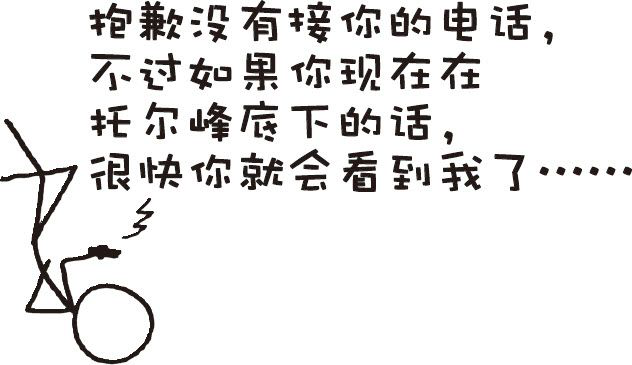 抱歉没有接你的电话，
不过如果你现在在
托尔峰底下的话，
很快你就会看到我了……